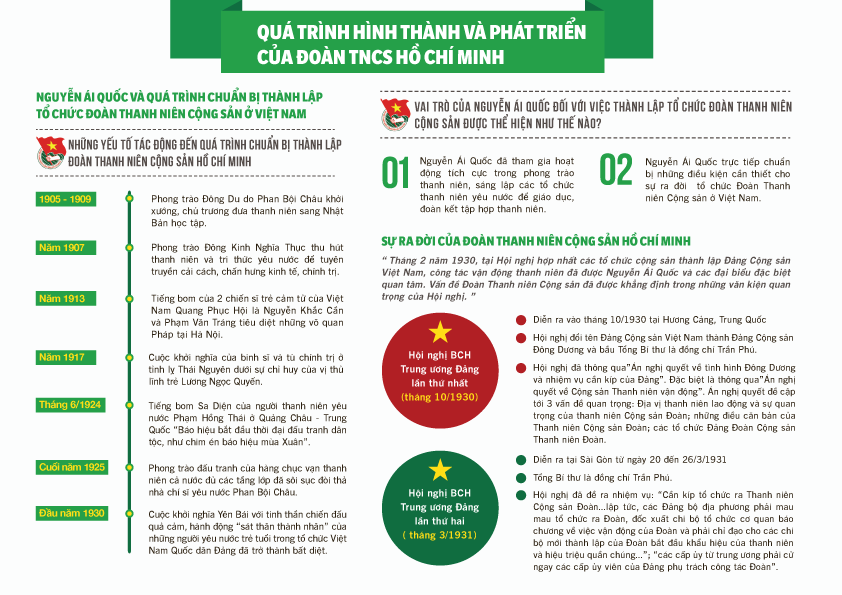 QUÁ TRÌNH HÌNH THÀNH VÀ PHÁT TRIỂN
CỦA ĐOÀN TNCS HỒ CHÍ MINH
NGUYỄN ÁI QUỐC VÀ QUÁ TRÌNH CHUẨN BỊ THÀNH LẬP
TỔ CHỨC ĐOÀN THANH NIÊN CỘNG SẢN Ở VIỆT NAM
NHỮNG YẾU TỐ TÁC ĐỘNG ĐẾN QUÁ TRÌNH CHUẨN BỊ THÀNH LẬP
ĐOÀN THANH NIÊN CỘNG SẢN HỒ CHÍ MINH
1905 - 1909
Phong trào Đông Du do Phan Bội Châu khởi
xướng, chủ trương đưa thanh niên sang Nhật
Bản học tập.
Năm 1907
Phong trào Đông Kinh Nghĩa Thục thu hút
thanh niên và trí thức yêu nước để tuyên
truyền cải cách, chấn hưng kinh tế, chính trị.
Năm 1913
Tiếng bom của 2 chiến sĩ trẻ cảm tử của Việt
Nam Quang Phục Hội là Nguyễn Khắc Cần
và Phạm Văn Tráng tiêu diệt những võ quan
Pháp tại Hà Nội.
Năm 1917
Cuộc khởi nghĩa của binh sĩ và tù chính trị ở
tỉnh lỵ Thái Nguyên dưới sự chỉ huy của vị thủ
lĩnh trẻ Lương Ngọc Quyến.
Tháng 6/1924
Tiếng bom Sa Diện của người thanh niên yêu
nước Phạm Hồng Thái ở Quảng Châu - Trung
Quốc “Báo hiệu bắt đầu thời đại đấu tranh dân
tộc, như chim én báo hiệu mùa Xuân”.
Cuối năm 1925
Phong trào đấu tranh của hàng chục vạn thanh
niên cả nước đủ các tầng lớp đã sôi sục đòi thả
nhà chí sĩ yêu nước Phan Bội Châu.
Đầu năm 1930
Cuộc khởi nghĩa Yên Bái với tinh thần chiến đấu
quả cảm, hành động “sát thân thành nhân” của
những người yêu nước trẻ tuổi trong tổ chức Việt
Nam Quốc dân Đảng đã trở thành bất diệt.
VAI TRÒ CỦA NGUYỄN ÁI QUỐC ĐỐI VỚI VIỆC THÀNH LẬP TỔ CHỨC ĐOÀN THANH NIÊN
CỘNG SẢN ĐƯỢC THỂ HIỆN NHƯ THẾ NÀO?
01
Nguyễn Ái Quốc đã tham gia hoạt
động tích cực trong phong trào
thanh niên, sáng lập các tổ chức
thanh niên yêu nước để giáo dục,
đoàn kết tập hợp thanh niên.
02
Nguyễn Ái Quốc trực tiếp chuẩn
bị những điều kiện cần thiết cho
sự ra đời tổ chức Đoàn Thanh
niên Cộng sản ở Việt Nam.
SỰ RA ĐỜI CỦA ĐOÀN THANH NIÊN CỘNG SẢN HỒ CHÍ MINH
“ Tháng 2 năm 1930, tại Hội nghị hợp nhất các tổ chức cộng sản thành lập Đảng Cộng sản
Việt Nam, công tác vận động thanh niên đã được Nguyễn Ái Quốc và các đại biểu đặc biệt
quan tâm. Vấn đề Đoàn Thanh niên Cộng sản đã được khẳng định trong những văn kiện quan
trọng của Hội nghị. ”
Hội nghị BCH
Trung ương Đảng
lần thứ nhất
(tháng 10/1930)
Diễn ra vào tháng 10/1930 tại Hương Cảng, Trung Quốc
Hội nghị đổi tên Đảng Cộng sản Việt Nam thành Đảng Cộng sản
Đông Dương và bầu Tổng Bí thư là đồng chí Trần Phú.
Hội nghị đã thông qua”Án nghị quyết về tình hình Đông Dương
và nhiệm vụ cần kíp của Đảng”. Đặc biệt là thông qua”Án nghị
quyết về Cộng sản Thanh niên vận động”. Án nghị quyết đề cập
tới 3 vấn đề quan trọng: Địa vị thanh niên lao động và sự quan
trọng của thanh niên Cộng sản Đoàn; những điều căn bản của
Thanh niên Cộng sản Đoàn; các tổ chức Đảng Đông Cộng sản
Thanh niên Đoàn.
Hội nghị BCH
Trung ương Đảng
lần thứ hai
( tháng 3/1931)
Diễn ra tại Sài Gòn từ ngày 20 đến 26/3/1931
Tổng Bí thư là đồng chí Trần Phú.
Hội nghị đã đề ra nhiệm vụ: “Cần kíp tổ chức ra Thanh niên
Cộng sản Đoàn...lập tức, các Đảng bộ địa phương phải mau
mau tổ chức ra Đoàn, đốc xuất chi bộ tổ chức cơ quan báo
chương về việc vận động của Đoàn và phải chỉ đạo cho các chi
bộ mới thành lập của Đoàn bắt đầu khẩu hiệu của thanh niên
và hiệu triệu quần chúng...”; “các cấp ủy từ trung ương phải cử
ngay các cấp ủy viên của Đảng phụ trách công tác Đoàn”.